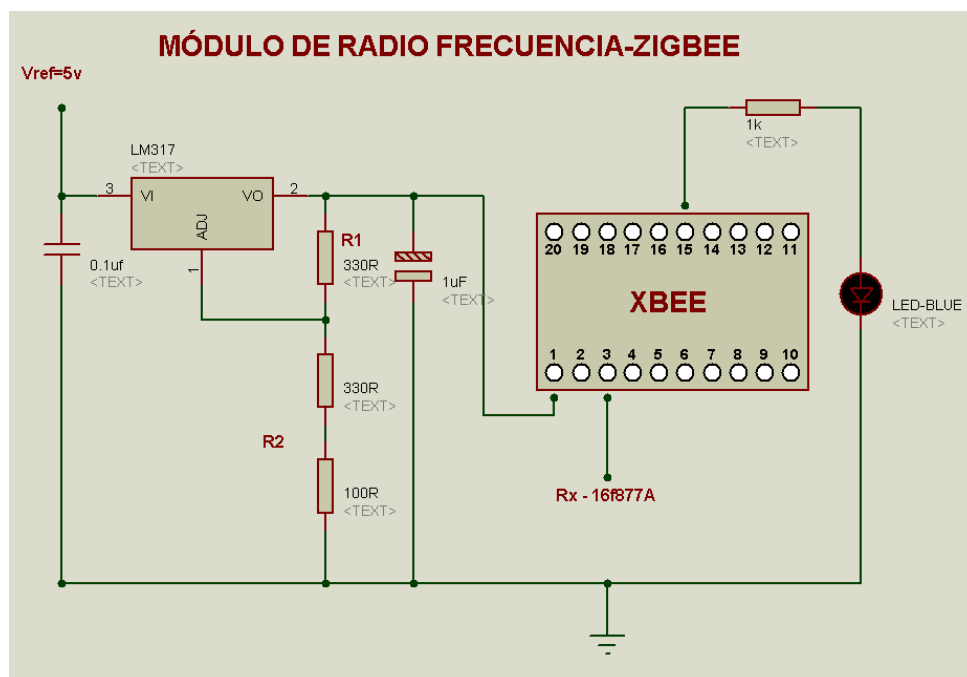 MÓDULO DE RADIO FRECUENCIA-ZIGBEE
Vref=5v
LM317
<TEXT>
3
VI
VO
2
ADJ
1
0.1uf
<TEXT>
R1
330R
<TEXT>
1uF
<TEXT>
330R
<TEXT>
R2
100R
<TEXT>
1k
<TEXT>
20 19 18 17 16 15 14 13 12 11
XBEE
1 2 3 4 5 6 7 8 9 10
LED-BLUE
<TEXT>
Rx - 16f877A